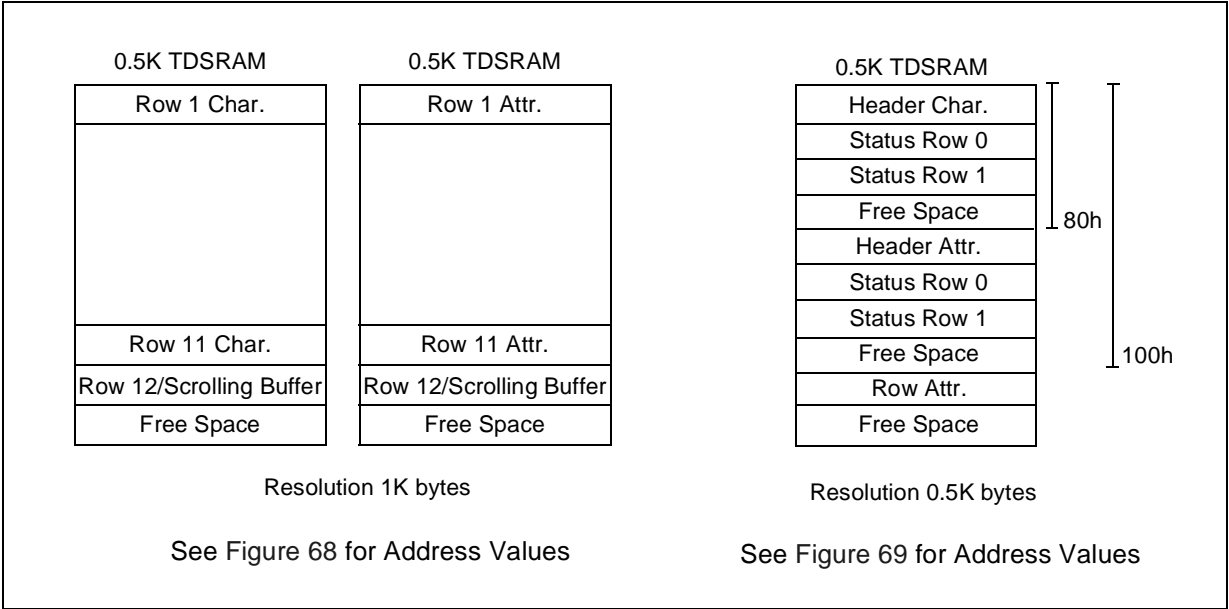 0.5K TDSRAM
Row 1 Char.
Row 11 Char.
Row 12/Scrolling Buffer
Free Space
0.5K TDSRAM
Row 1 Attr.
Row 11 Attr.
Row 12/Scrolling Buffer
Free Space
Resolution 1K bytes
See Figure 68 for Address Values
0.5K TDSRAM
Header Char.
Status Row 0
Status Row 1
Free Space
Header Attr.
Status Row 0
Status Row 1
Free Space
Row Attr.
Free Space
80h
100h
Resolution 0.5K bytes
See Figure 69 for Address Values